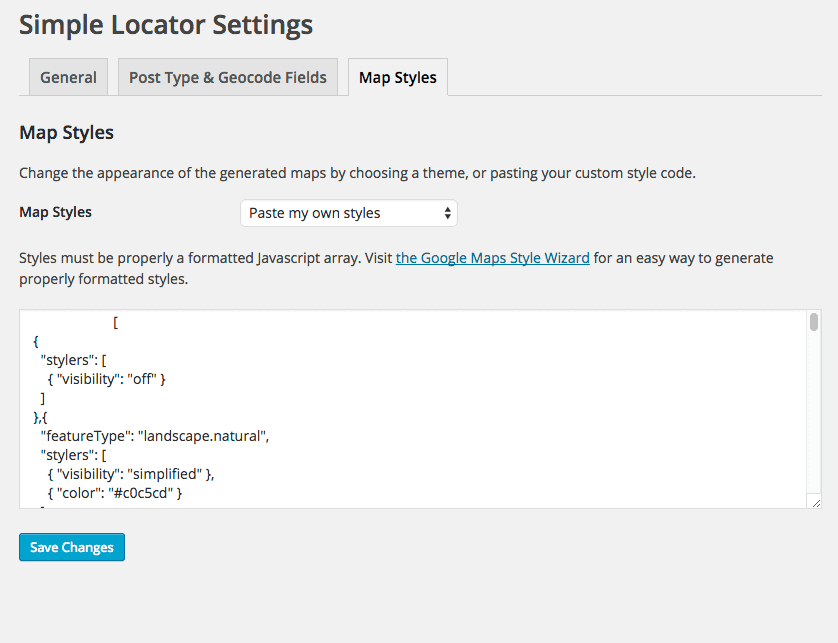 Simple Locator Settings
General
Post Type & Geocode Fields
Map Styles
Map Styles
Change the appearance of the generated maps by choosing a theme, or pasting your custom style code.
Map Styles
Paste my own styles
Styles must be properly a formatted Javascript array. Visit the Google Maps Style Wizard for an easy way to generate
properly formatted styles.
[
{
"stylers": [
{ "visibility": "off" }
]
},{
"featureType": "landscape.natural",
"stylers": [
{ "visibility": "simplified" },
{ "color": "#c0c5cd" }
Save Changes